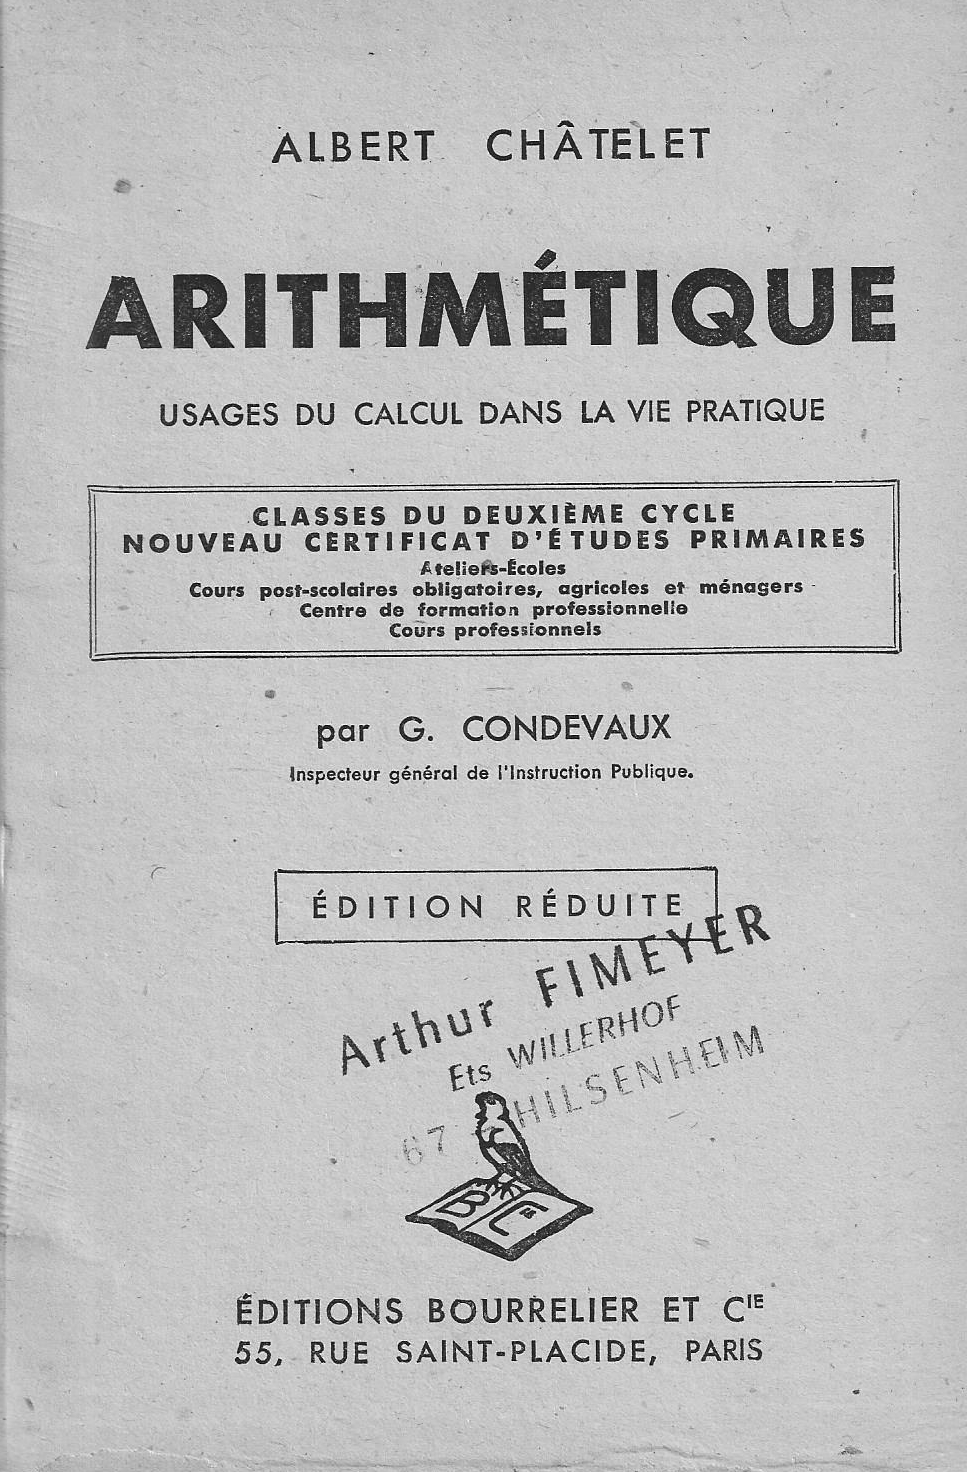 ALBERT CHÂTELET
ARITHMÉTIQUE
USAGES DU CALCUL DANS LA VIE PRATIQUE
CLASSES DU DEUXIÈME CYCLE
NOUVEAU CERTIFICAT D'ÉTUDES PRIMAIRES
Ateliers-Écoles
Cours post-scolaires obligatoires, agricoles et ménagers
Centre de formation professionnelle
Cours professionnels
par G. CONDEVAUX
Inspecteur général de l'Instruction Publique.
ÉDITION RÉDUITE
Arthur FIMEYER
Ets WILLERHOF
67 - HILSENHEIM
B Cie
ÉDITIONS BOURRELIER ET CIE
55, RUE SAINT-PLACIDE, PARIS